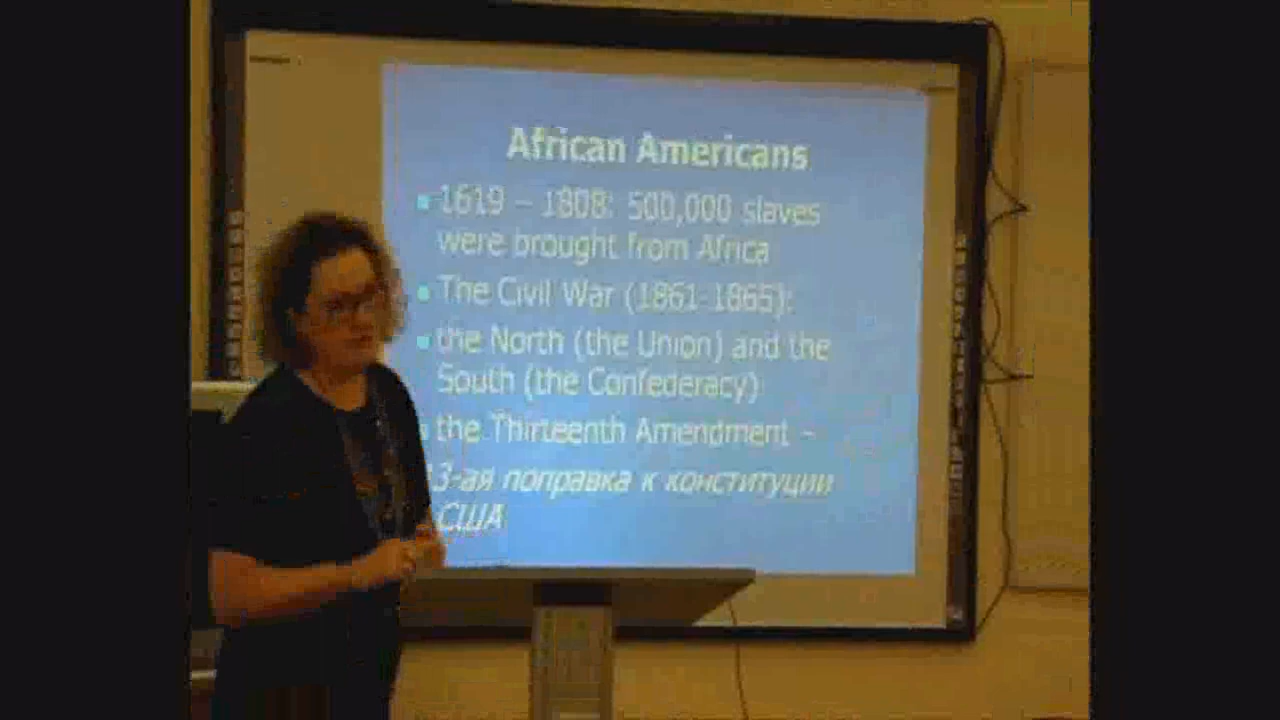 African Americans
1619 – 1808: 500,000 slaves
were brought from Africa
The Civil War (1861-1865):
the North (the Union) and the
South (the Confederacy)
the Thirteenth Amendment –
3-ая поправка к конституции
США